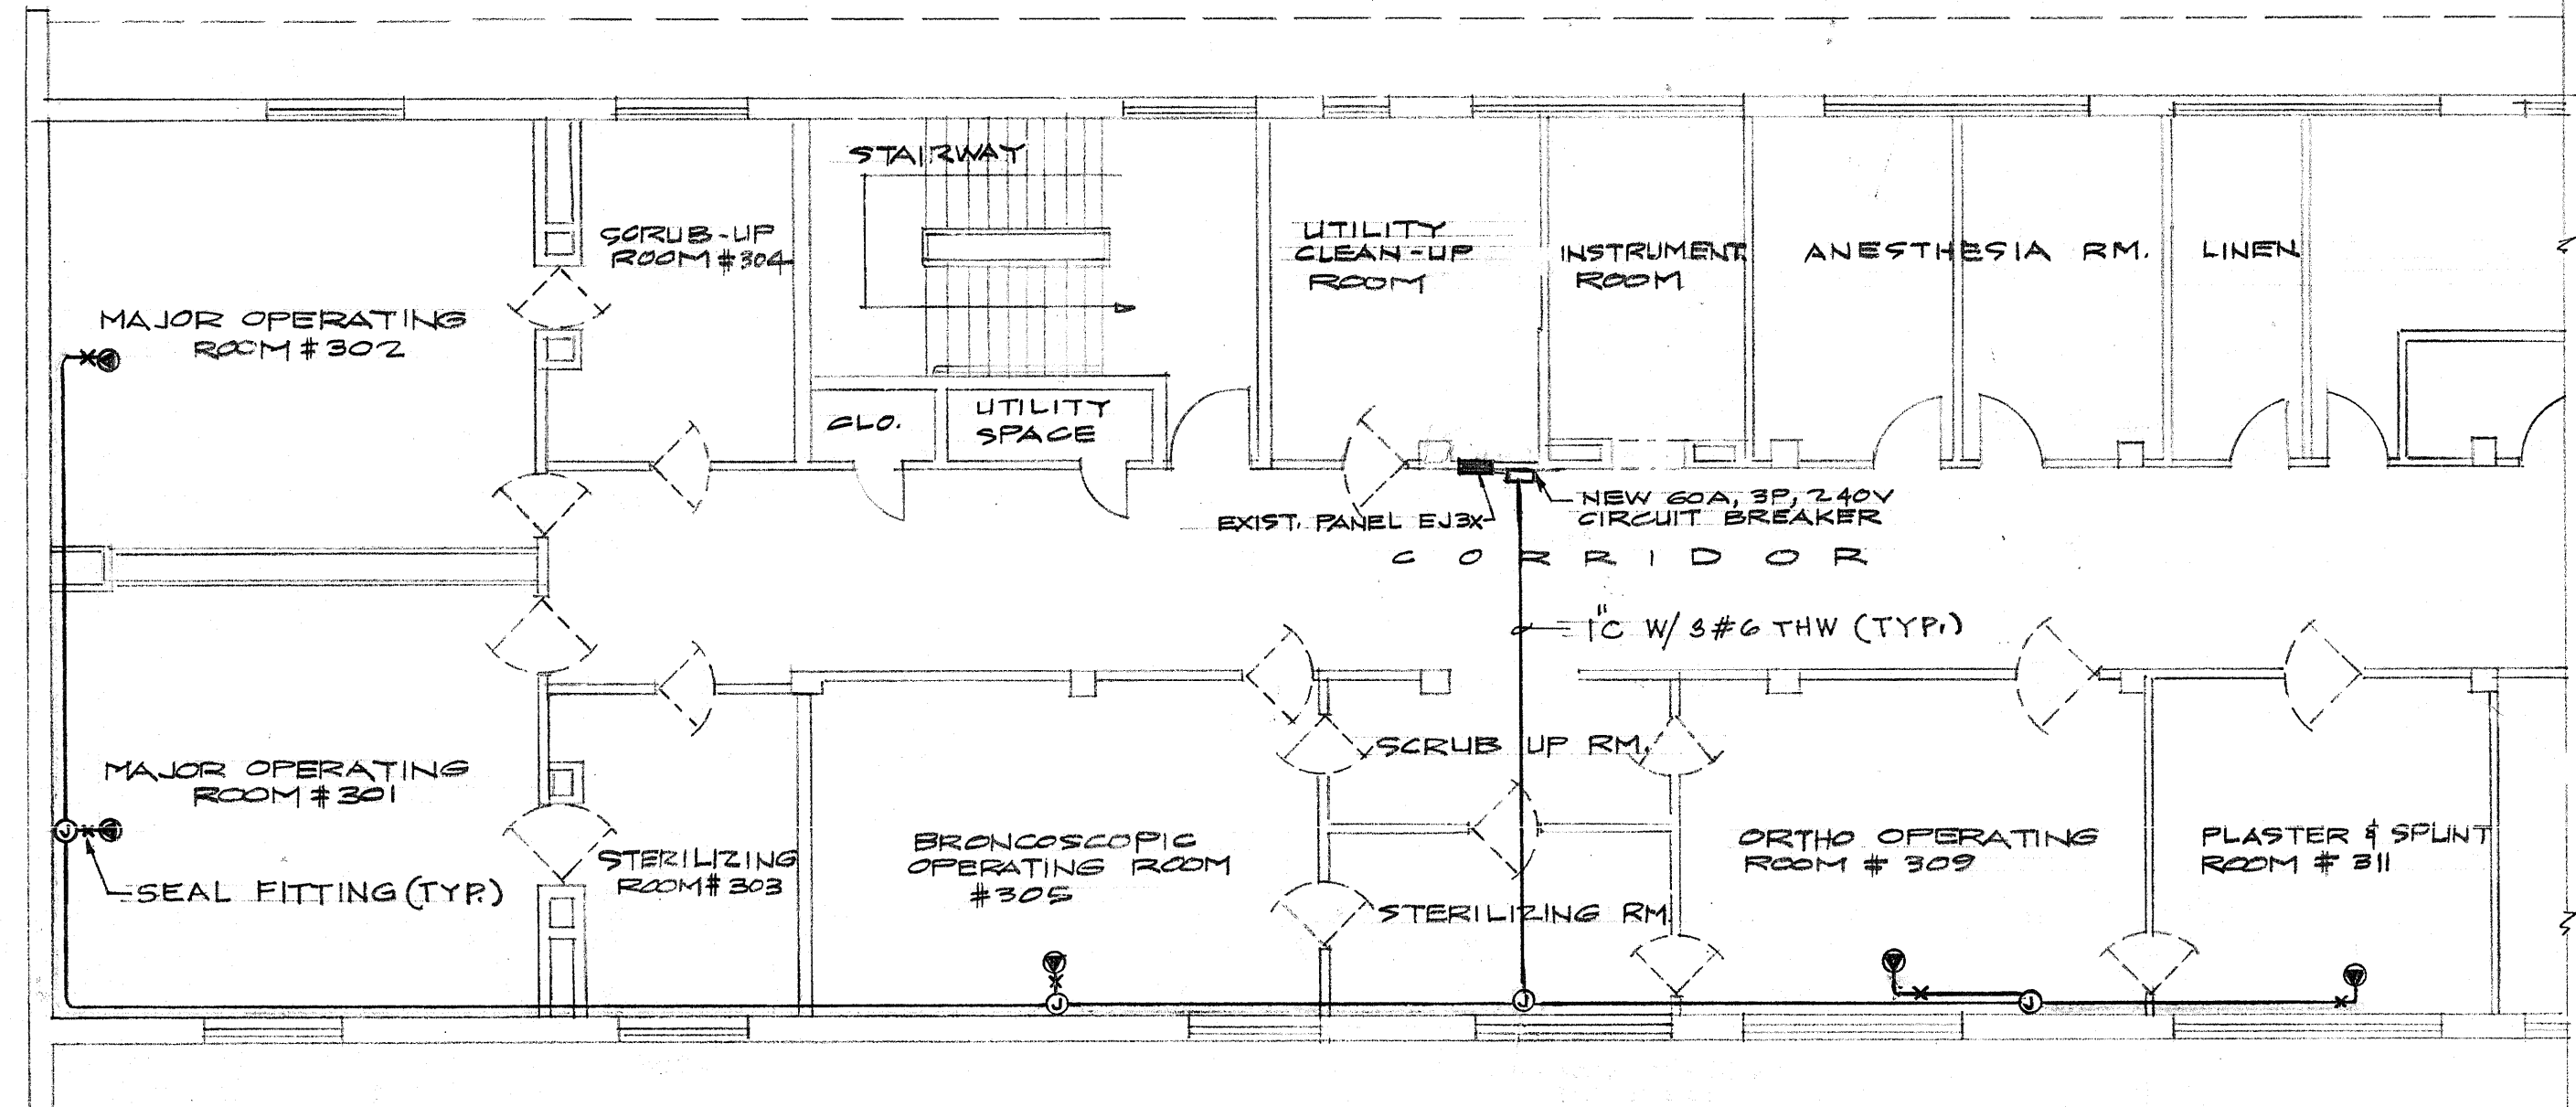 STAIRWAY
SCRUB-UP
ROOM #304
UTILITY
CLEAN-UP
ROOM
INSTRUMENT
ROOM
ANESTHESIA RM.
LINEN
MAJOR OPERATING
ROOM #302
CLO.
UTILITY
SPACE
EXIST. PANEL EJ3X
NEW 60A, 3P, 240V
CIRCUIT BREAKER
CORRIDOR
1"C W/ 3#6 THW (TYP.)
MAJOR OPERATING
ROOM #301
J
SEAL FITTING (TYP.)
STERILIZING
ROOM #303
BRONCOSCOPIC
OPERATING ROOM
#305
SCRUB UP RM.
STERILIZING RM.
ORTHO OPERATING
ROOM # 309
PLASTER & SPLINT
ROOM # 311
J
J
J